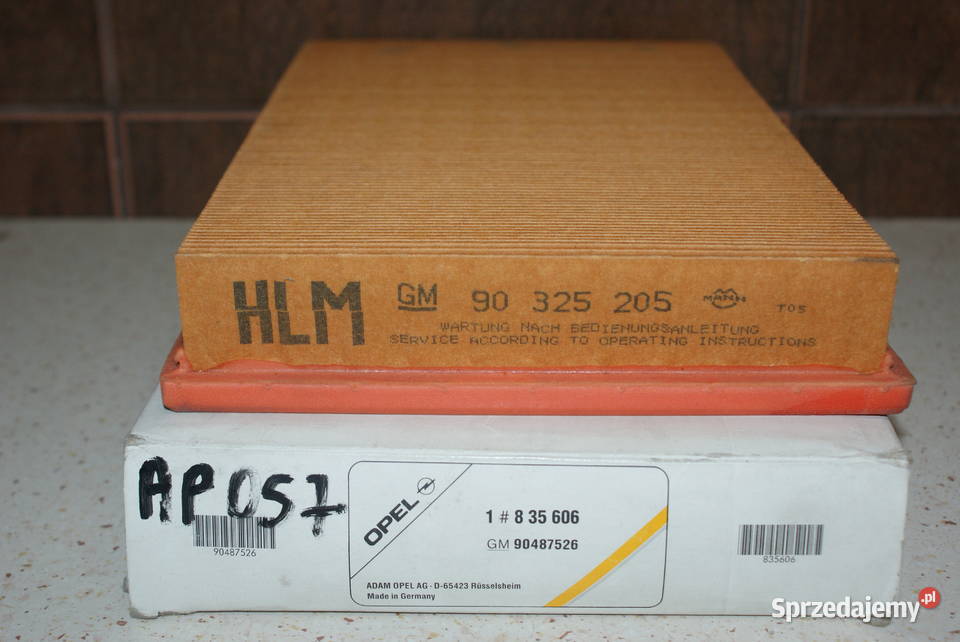 HLM GM 90 325 205 MANN T05
WARTUNG NACH BEDIENUNGSANLEITUNG
SERVICE ACCORDING TO OPERATING INSTRUCTIONS
AP057
90487526
OPEL
1 # 8 35 606
GM 90487526
ADAM OPEL AG · D-65423 Rüsselsheim
Made in Germany
835606
Sprzedajemy.pl